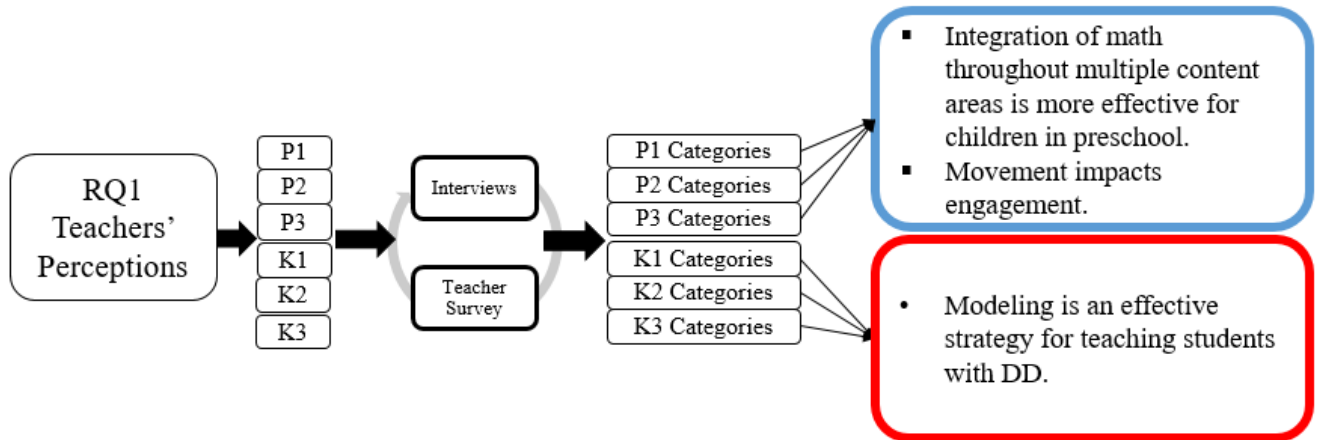 RQ1
Teachers'
Perceptions
P1
P2
P3
K1
K2
K3
Interviews
Teacher
Survey
P1 Categories
P2 Categories
P3 Categories
K1 Categories
K2 Categories
K3 Categories
▪ Integration of math
throughout multiple content
areas is more effective for
children in preschool.
▪ Movement impacts
engagement.
• Modeling is an effective
strategy for teaching students
with DD.